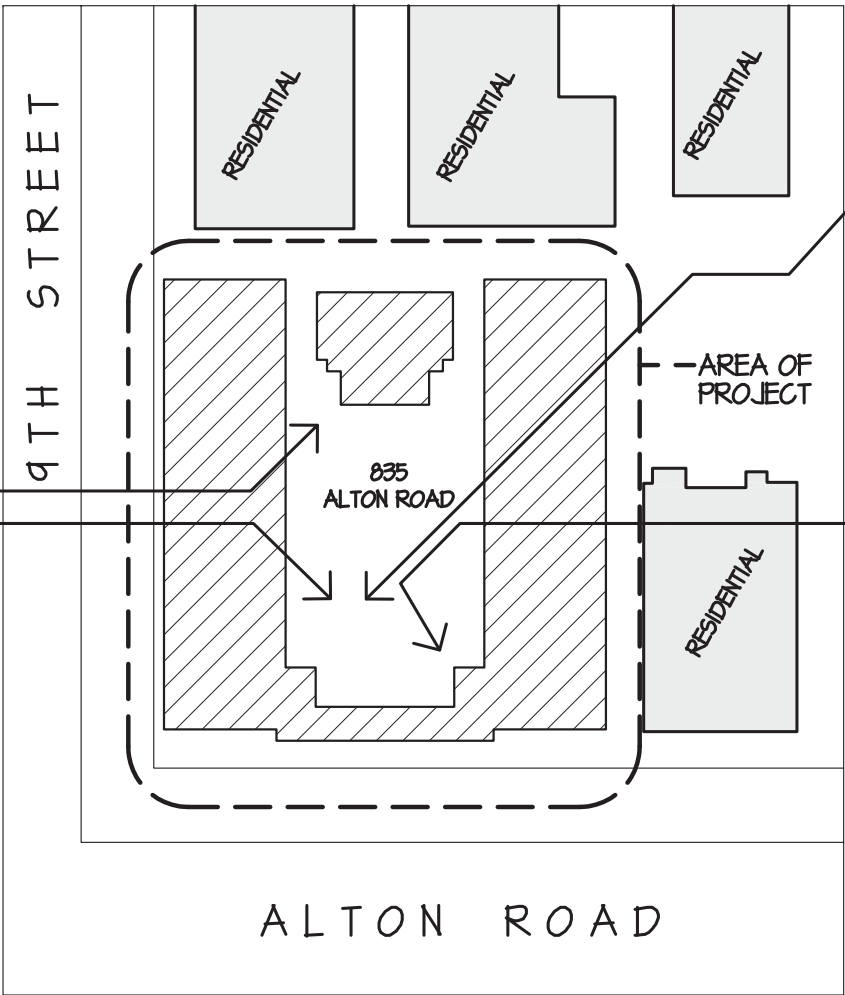 RESIDENTIAL
RESIDENTIAL
RESIDENTIAL
9TH STREET
AREA OF
PROJECT
835
ALTON ROAD
RESIDENTIAL
ALTON ROAD